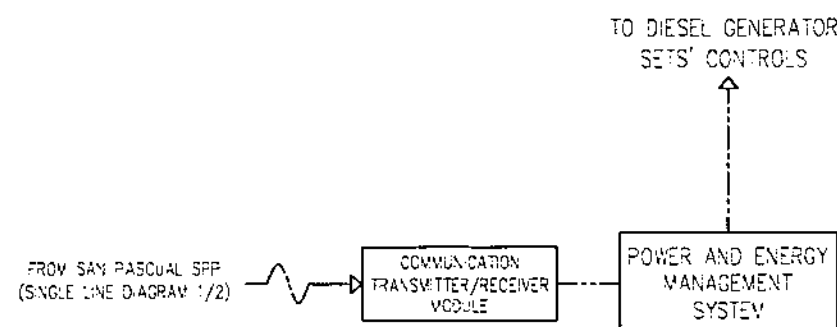 TO DIESEL GENERATOR
SETS' CONTROLS
FROM SAN PASCUAL SPP
(SINGLE LINE DIAGRAM 1/2)
COMMUNICATION
TRANSMITTER/RECEIVER
MODULE
POWER AND ENERGY
MANAGEMENT
SYSTEM